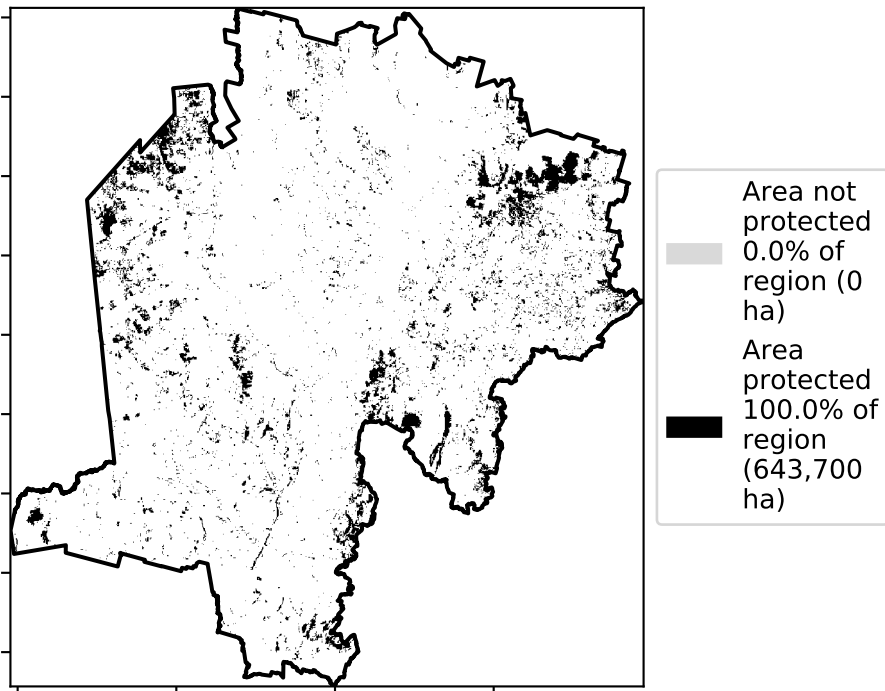 Area not
protected
0.0% of
region (0
ha)
Area
protected
100.0% of
region
(643,700
ha)